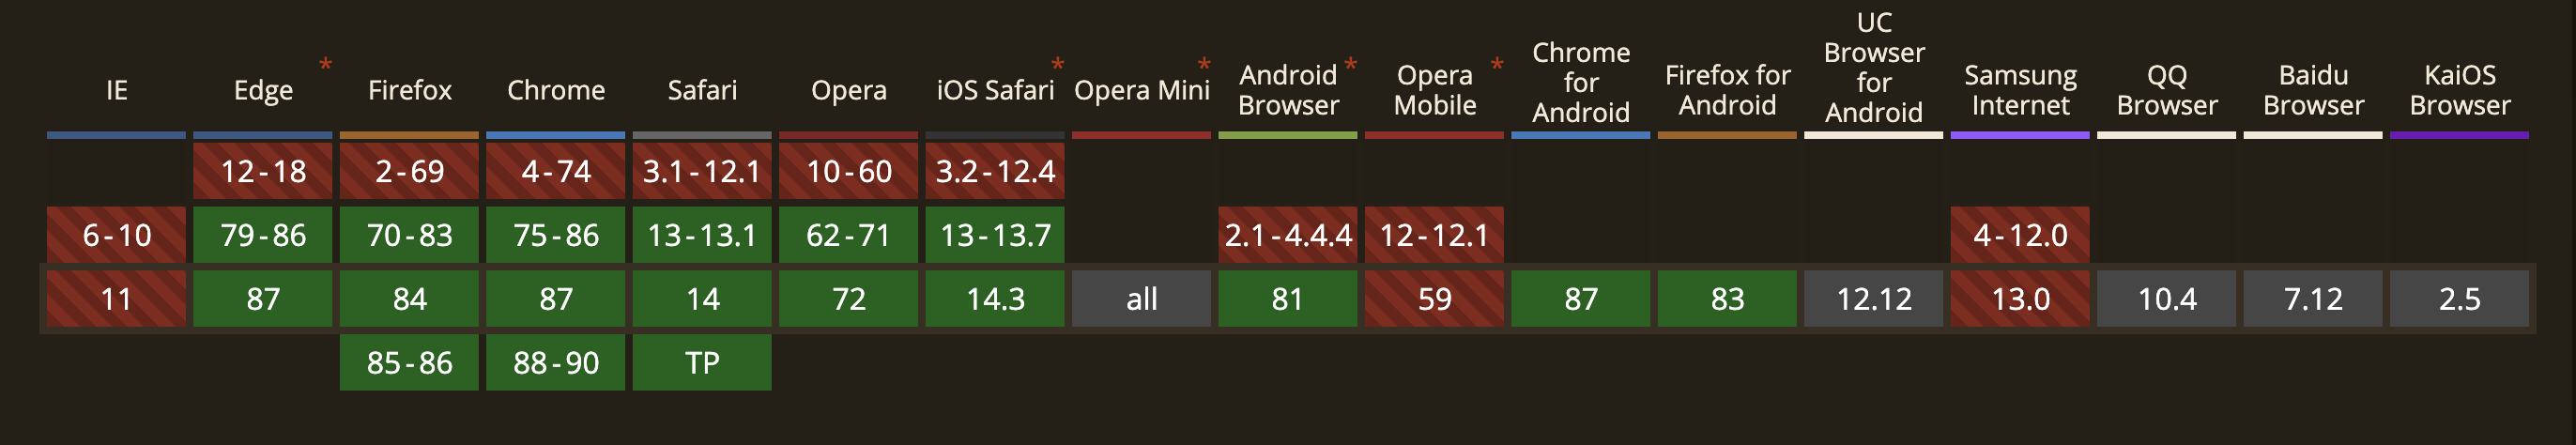 IE
Edge *
Firefox
Chrome
Safari
Opera
iOS Safari *
Opera Mini *
Android *
Browser
Opera *
Mobile
Chrome
for
Android
Firefox for
Android
UC
Browser
for
Android
Samsung
Internet
QQ
Browser
Baidu
Browser
KaiOS
Browser
12-18 2-69 4-74 3.1-12.1 10-60 3.2-12.4
6-10 79-86 70-83 75-86 13-13.1 62-71 13-13.7 2.1-4.4.4 12-12.1 4-12.0
11 87 84 87 14 72 14.3 all 81 59 87 83 12.12 13.0 10.4 7.12 2.5
85-86 88-90 TP